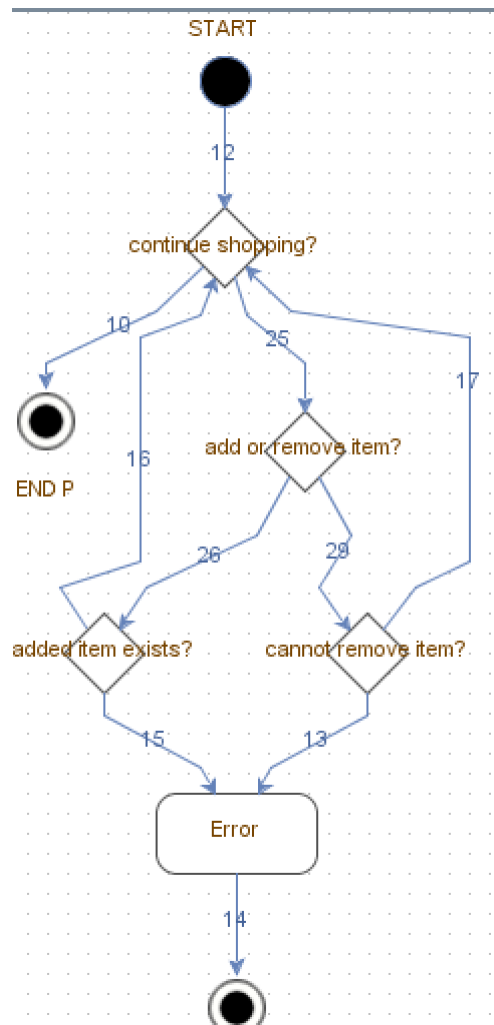 START
12
continue shopping?
10
25
17
add or remove item?
16
END P
26
29
added item exists?
cannot remove item?
15
13
Error
14